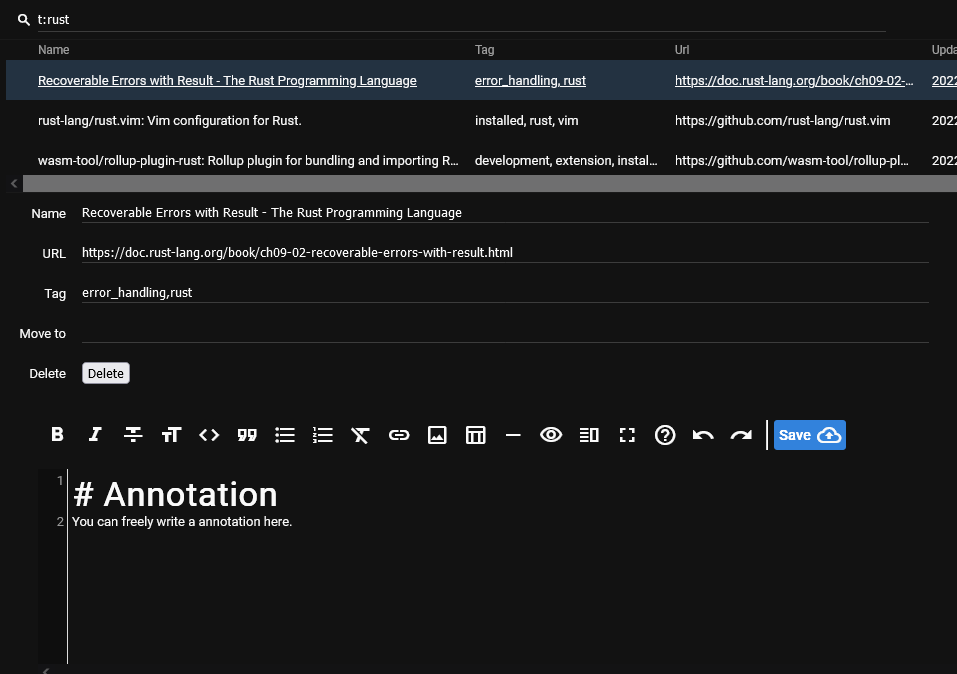 t:rust
Name Tag Url Upda
Recoverable Errors with Result - The Rust Programming Language error_handling, rust https://doc.rust-lang.org/book/ch09-02-… 2022
rust-lang/rust.vim: Vim configuration for Rust. installed, rust, vim https://github.com/rust-lang/rust.vim 2022
wasm-tool/rollup-plugin-rust: Rollup plugin for bundling and importing R… development, extension, instal… https://github.com/wasm-tool/rollup-pl… 2022
Name Recoverable Errors with Result - The Rust Programming Language
URL https://doc.rust-lang.org/book/ch09-02-recoverable-errors-with-result.html
Tag error_handling,rust
Move to
Delete Delete
Save
1 # Annotation
2 You can freely write a annotation here.